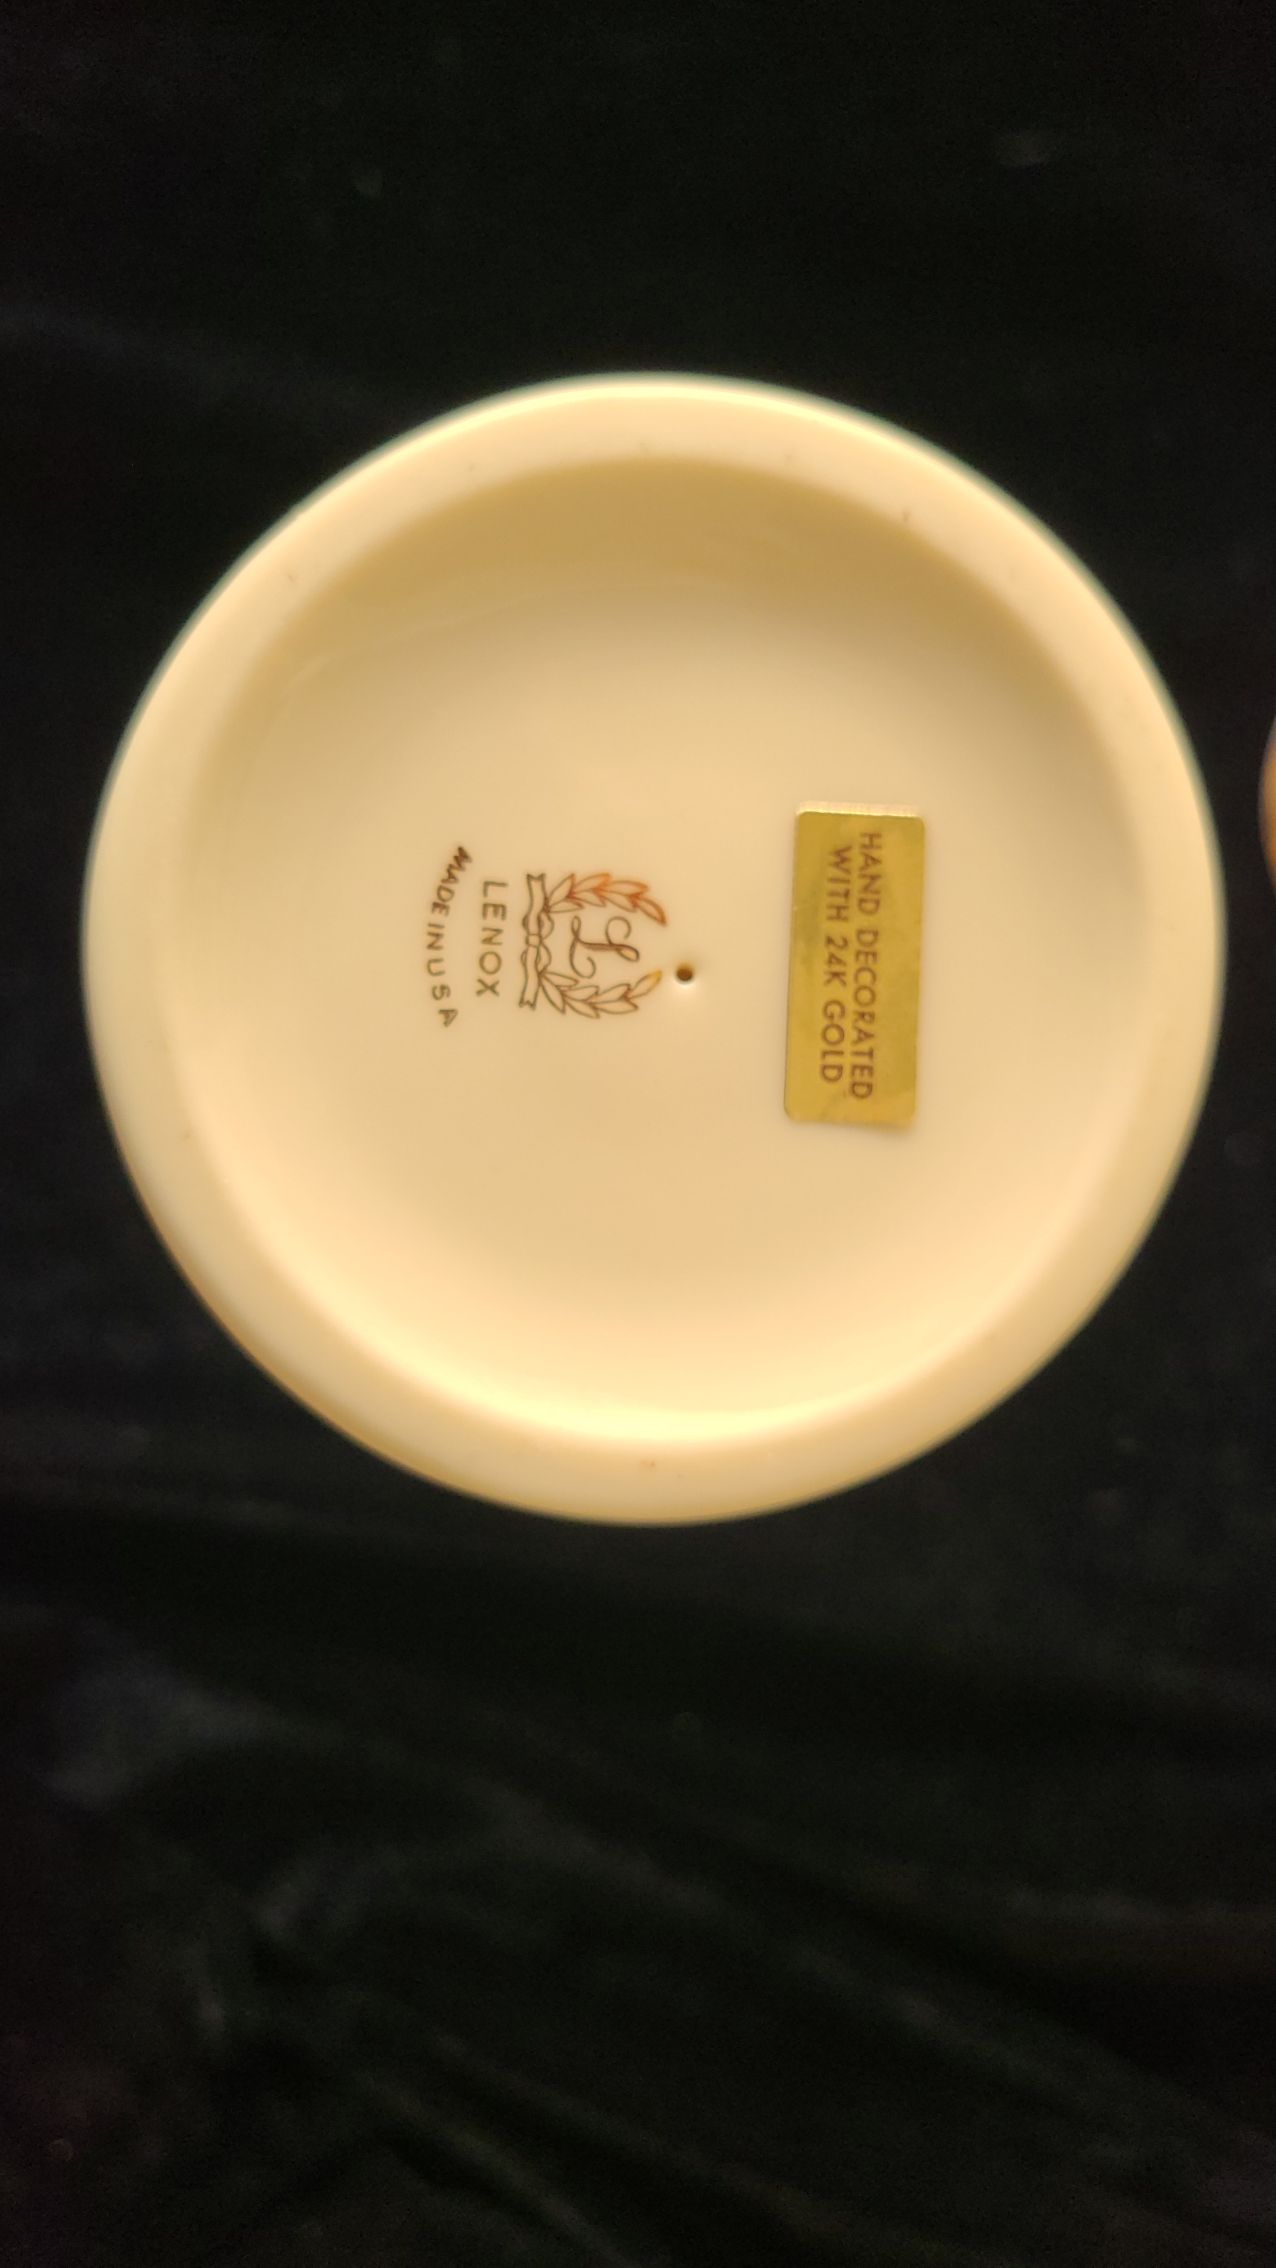 L
LENOX
MADE IN USA
HAND DECORATED
WITH 24K GOLD